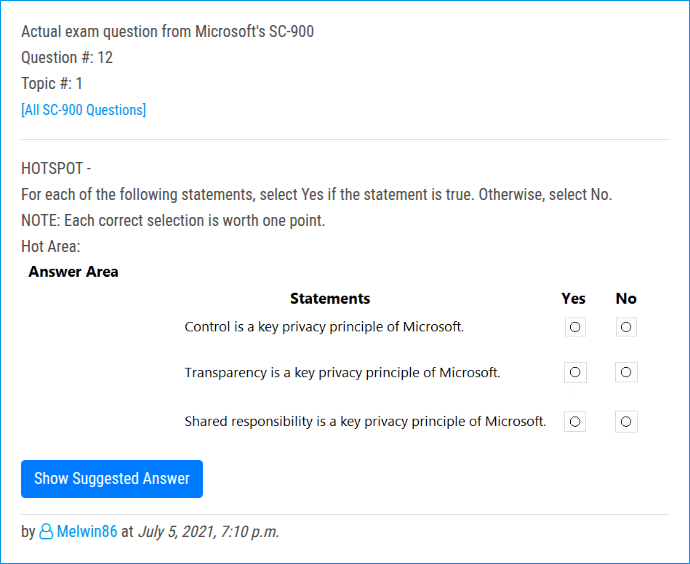 Actual exam question from Microsoft's SC-900
Question #: 12
Topic #: 1
[All SC-900 Questions]
HOTSPOT -
For each of the following statements, select Yes if the statement is true. Otherwise, select No.
NOTE: Each correct selection is worth one point.
Hot Area:
Answer Area
Statements Yes No
Control is a key privacy principle of Microsoft.
Transparency is a key privacy principle of Microsoft.
Shared responsibility is a key privacy principle of Microsoft.
Show Suggested Answer
by Melwin86 at July 5, 2021, 7:10 p.m.